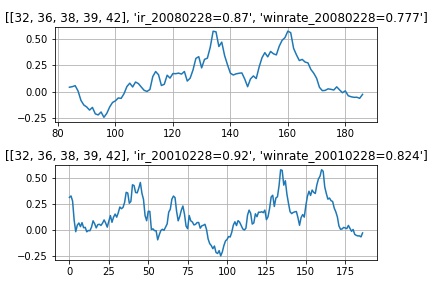 [[32, 36, 38, 39, 42], 'ir_20080228=0.87', 'winrate_20080228=0.777']
0.50
0.25
0.00
−0.25
80 100 120 140 160 180
[[32, 36, 38, 39, 42], 'ir_20010228=0.92', 'winrate_20010228=0.824']
0.50
0.25
0.00
−0.25
0 25 50 75 100 125 150 175